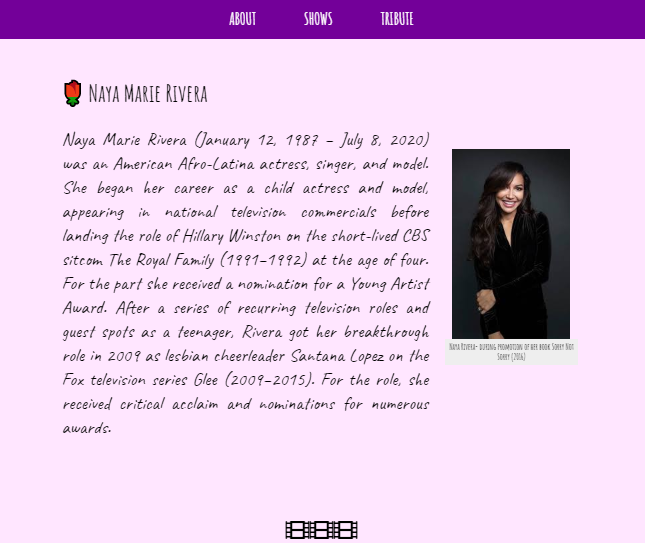 ABOUT SHOWS TRIBUTE
Naya Marie Rivera
Naya Marie Rivera (January 12, 1987 – July 8, 2020)
was an American Afro-Latina actress, singer, and model.
She began her career as a child actress and model,
appearing in national television commercials before
landing the role of Hillary Winston on the short-lived CBS
sitcom The Royal Family (1991–1992) at the age of four.
For the part she received a nomination for a Young Artist
Award. After a series of recurring television roles and
guest spots as a teenager, Rivera got her breakthrough
role in 2009 as lesbian cheerleader Santana Lopez on the
Fox television series Glee (2009–2015). For the role, she
received critical acclaim and nominations for numerous
awards.
Naya Rivera- during promotion of her book Sorry Not
Sorry (2016)